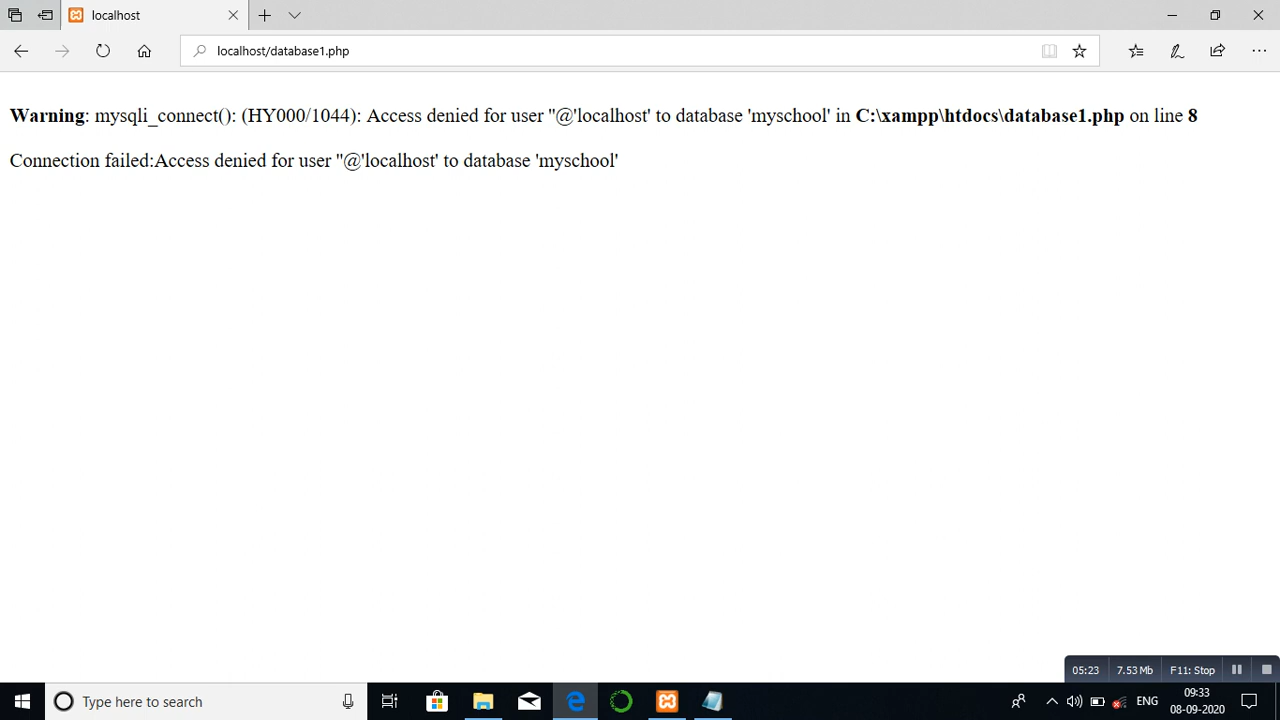 localhost
localhost/database1.php
Warning: mysqli_connect(): (HY000/1044): Access denied for user ''@'localhost' to database 'myschool' in C:\xampp\htdocs\database1.php on line 8
Connection failed:Access denied for user ''@'localhost' to database 'myschool'
05:23 7.53 Mb F11: Stop
Type here to search
ENG
09:33
08-09-2020